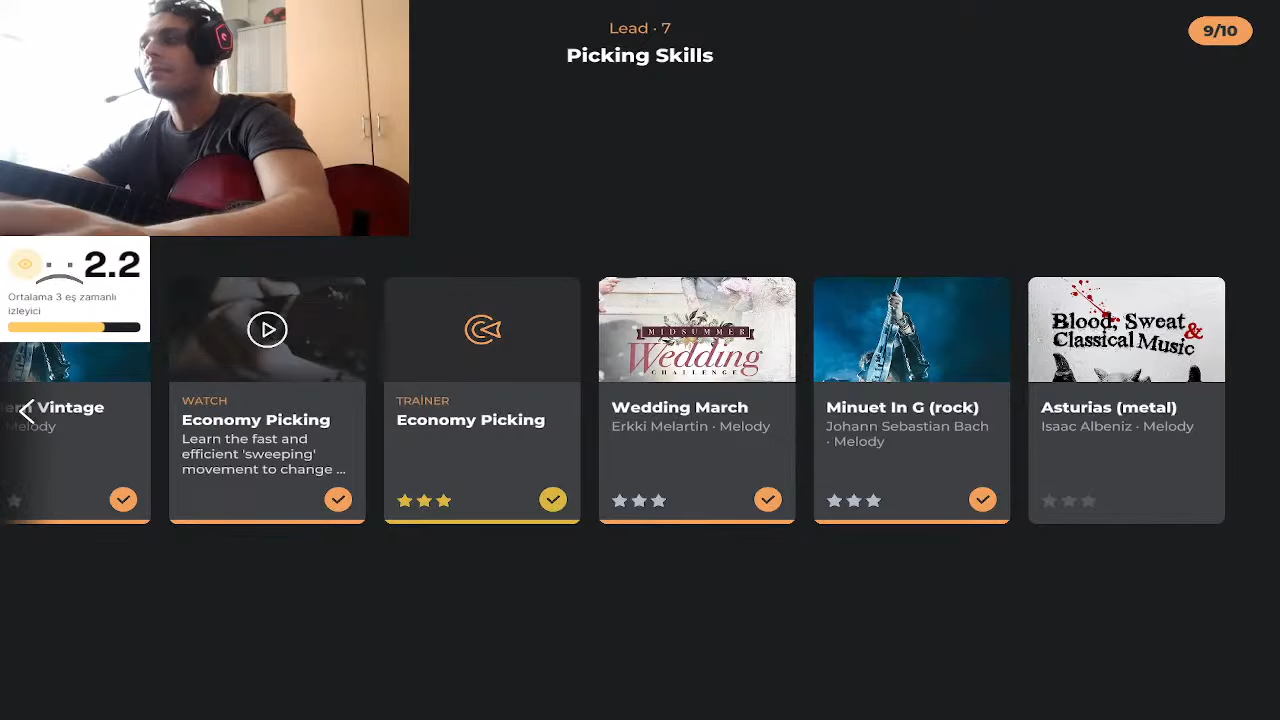 Lead · 7
Picking Skills
9/10
2.2
Ortalama 3 eş zamanlı
izleyici
Vintage
Melody
WATCH
Economy Picking
Learn the fast and
efficient 'sweeping'
movement to change ...
TRAİNER
Economy Picking
MIDSUMMER
Wedding
CHALLENGE
Wedding March
Erkki Melartin · Melody
Minuet In G (rock)
Johann Sebastian Bach
· Melody
Blood, Sweat
&
Classical Music
Asturias (metal)
Isaac Albeniz · Melody